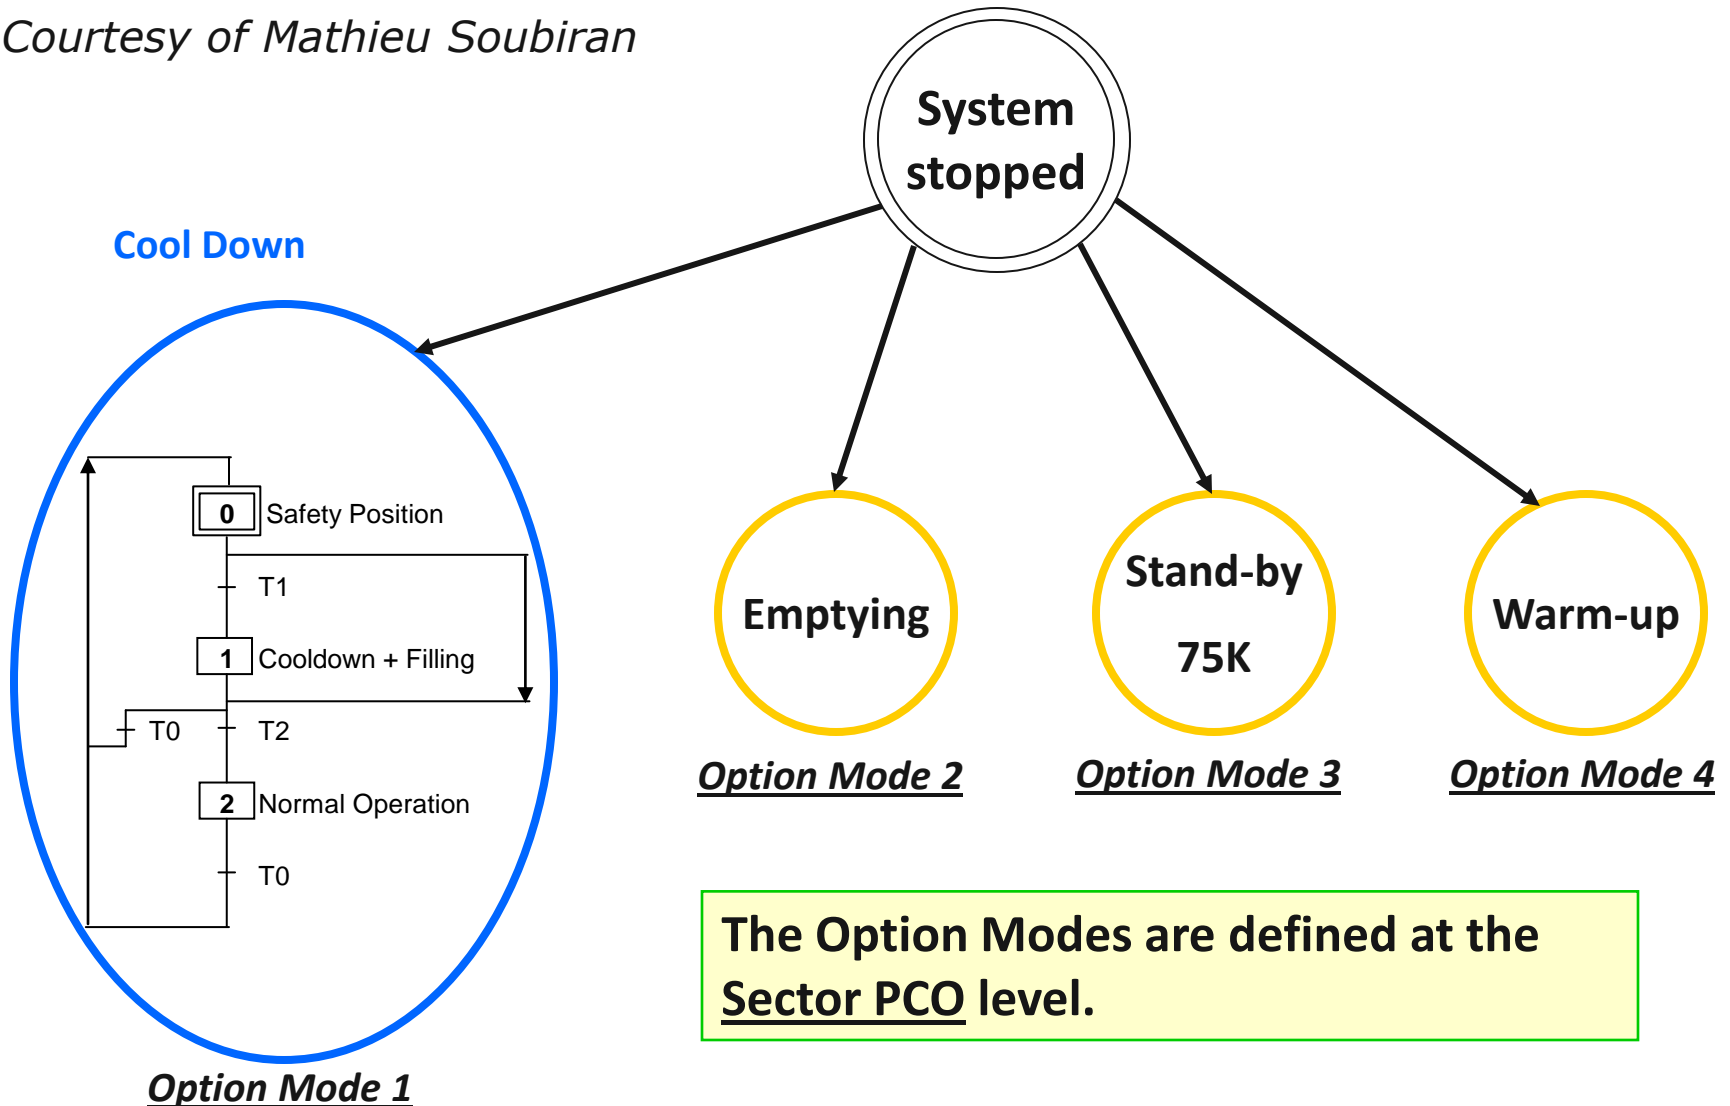 Courtesy of Mathieu Soubiran
System
stopped
Cool Down
0 Safety Position
T1
1 Cooldown + Filling
T0 T2
2 Normal Operation
T0
Option Mode 1
Emptying
Option Mode 2
Stand-by
75K
Option Mode 3
Warm-up
Option Mode 4
The Option Modes are defined at the
Sector PCO level.